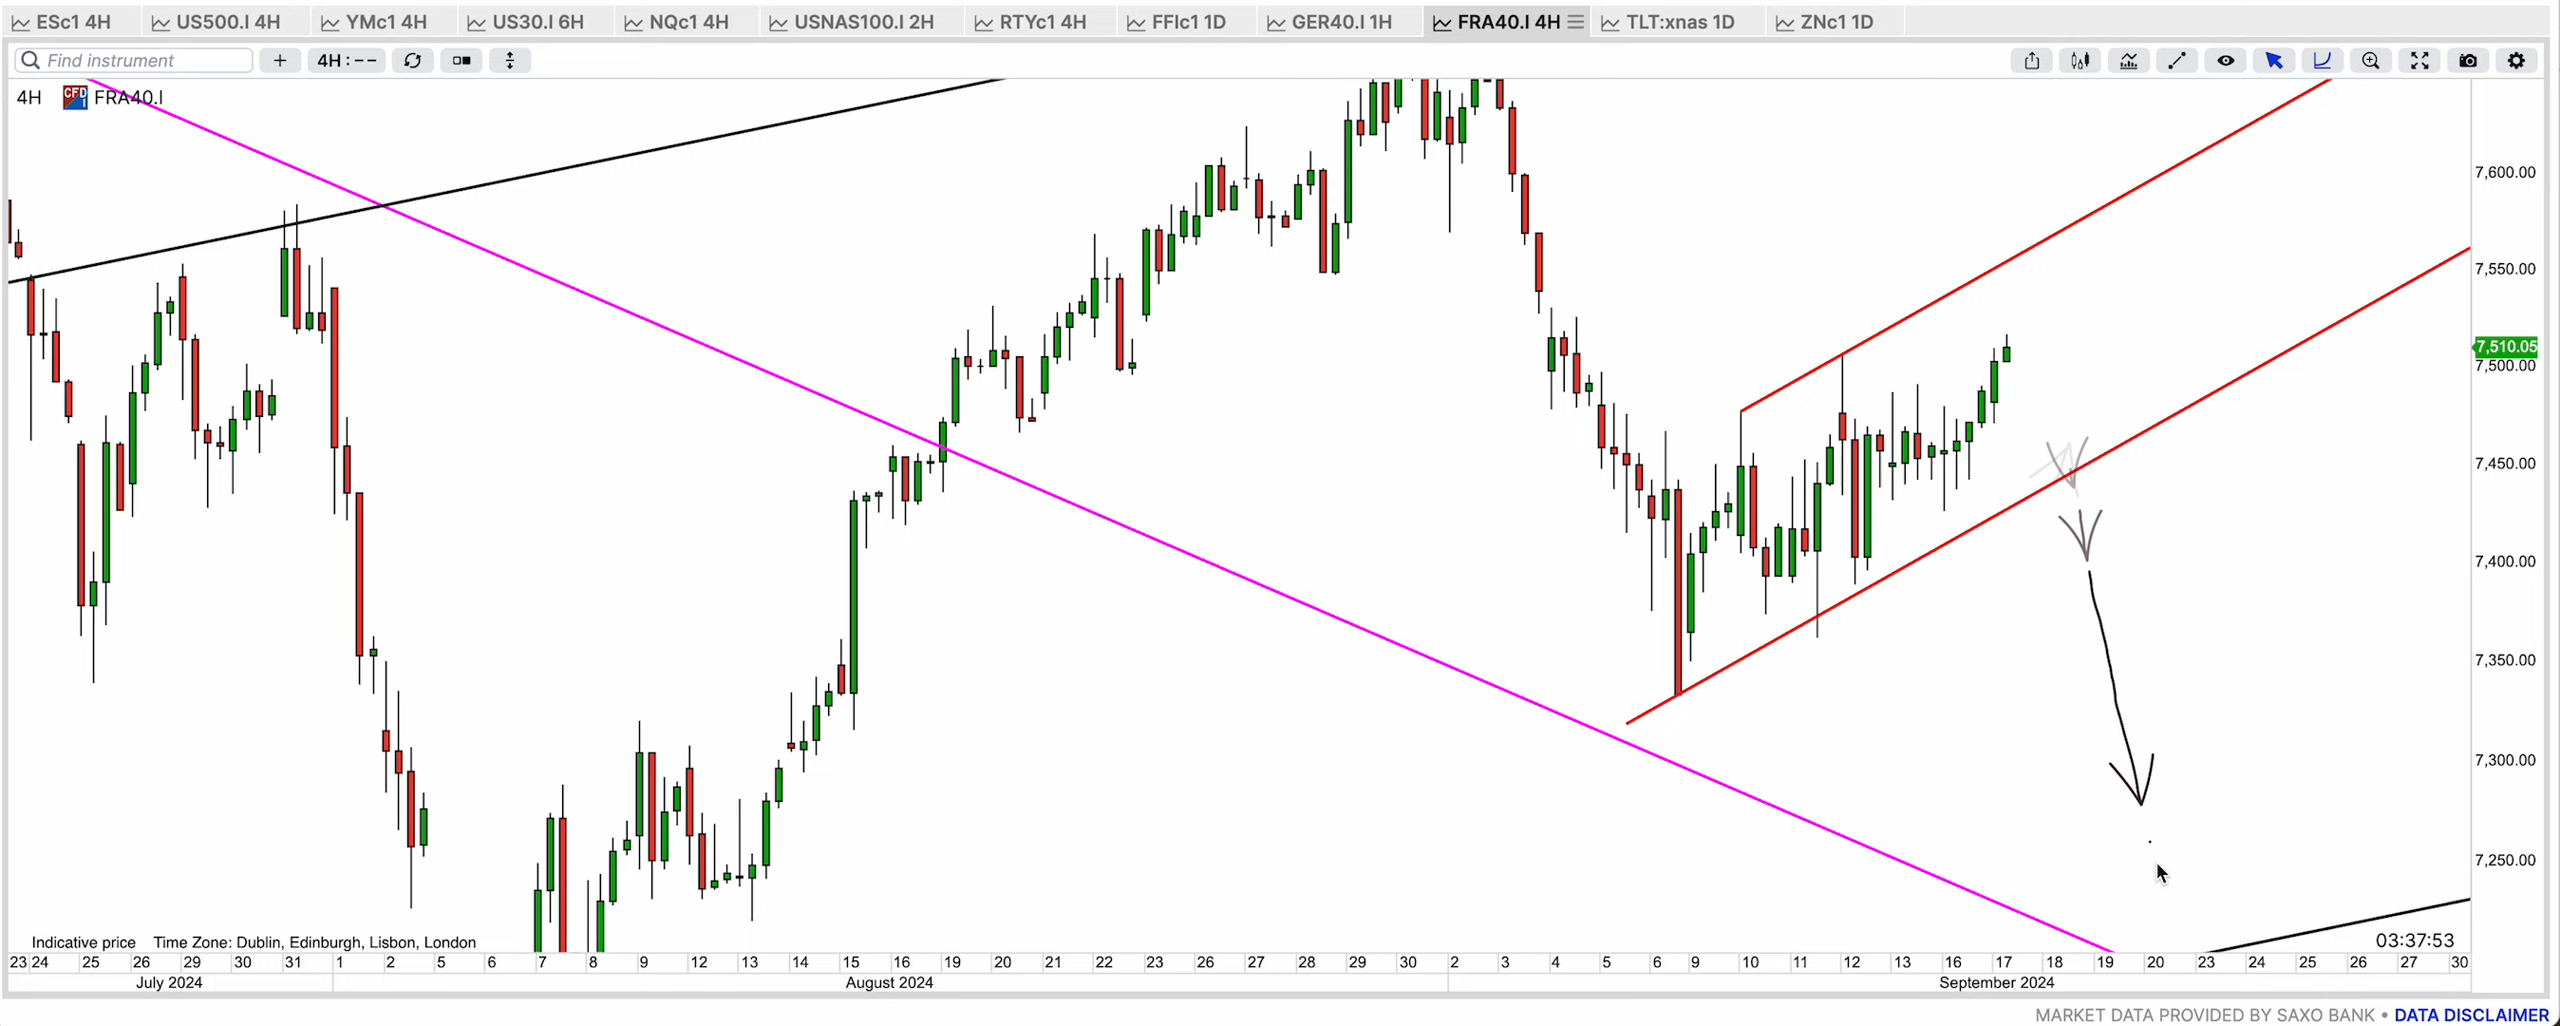 ESc1 4H US500.I 4H YMc1 4H US30.I 6H NQc1 4H USNAS100.I 2H RTYc1 4H FFIc1 1D GER40.I 1H FRA40.I 4H TLT:xnas 1D ZNc1 1D
Find instrument + 4H : --
4H CFD FRA40.I
7,600.00
7,550.00
7,510.05
7,500.00
7,450.00
7,400.00
7,350.00
7,300.00
7,250.00
Indicative price Time Zone: Dublin, Edinburgh, Lisbon, London 03:37:53
23 24 25 26 29 30 31 1 2 5 6 7 8 9 12 13 14 15 16 19 20 21 22 23 26 27 28 29 30 2 3 4 5 6 9 10 11 12 13 16 17 18 19 20 23 24 25 26 27 30
July 2024 August 2024 September 2024
MARKET DATA PROVIDED BY SAXO BANK • DATA DISCLAIMER